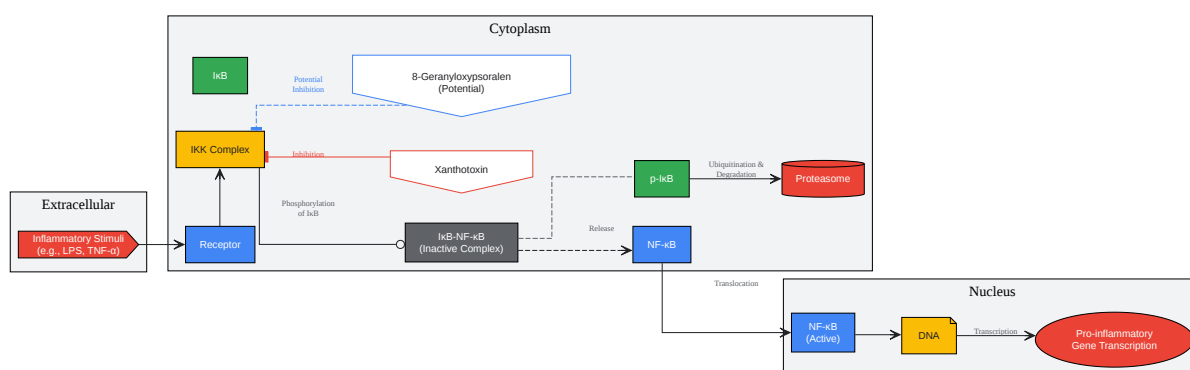 Cytoplasm
IκB
Potential
Inhibition
8-Geranyloxypsoralen
(Potential)
IKK Complex
Inhibition
Xanthotoxin
p-IκB
Ubiquitination &
Degradation
Proteasome
Extracellular
Inflammatory Stimuli
(e.g., LPS, TNF-α)
Receptor
Phosphorylation
of IκB
IκB-NF-κB
(Inactive Complex)
Release
NF-κB
Translocation
Nucleus
NF-κB
(Active)
DNA
Transcription
Pro-inflammatory
Gene Transcription